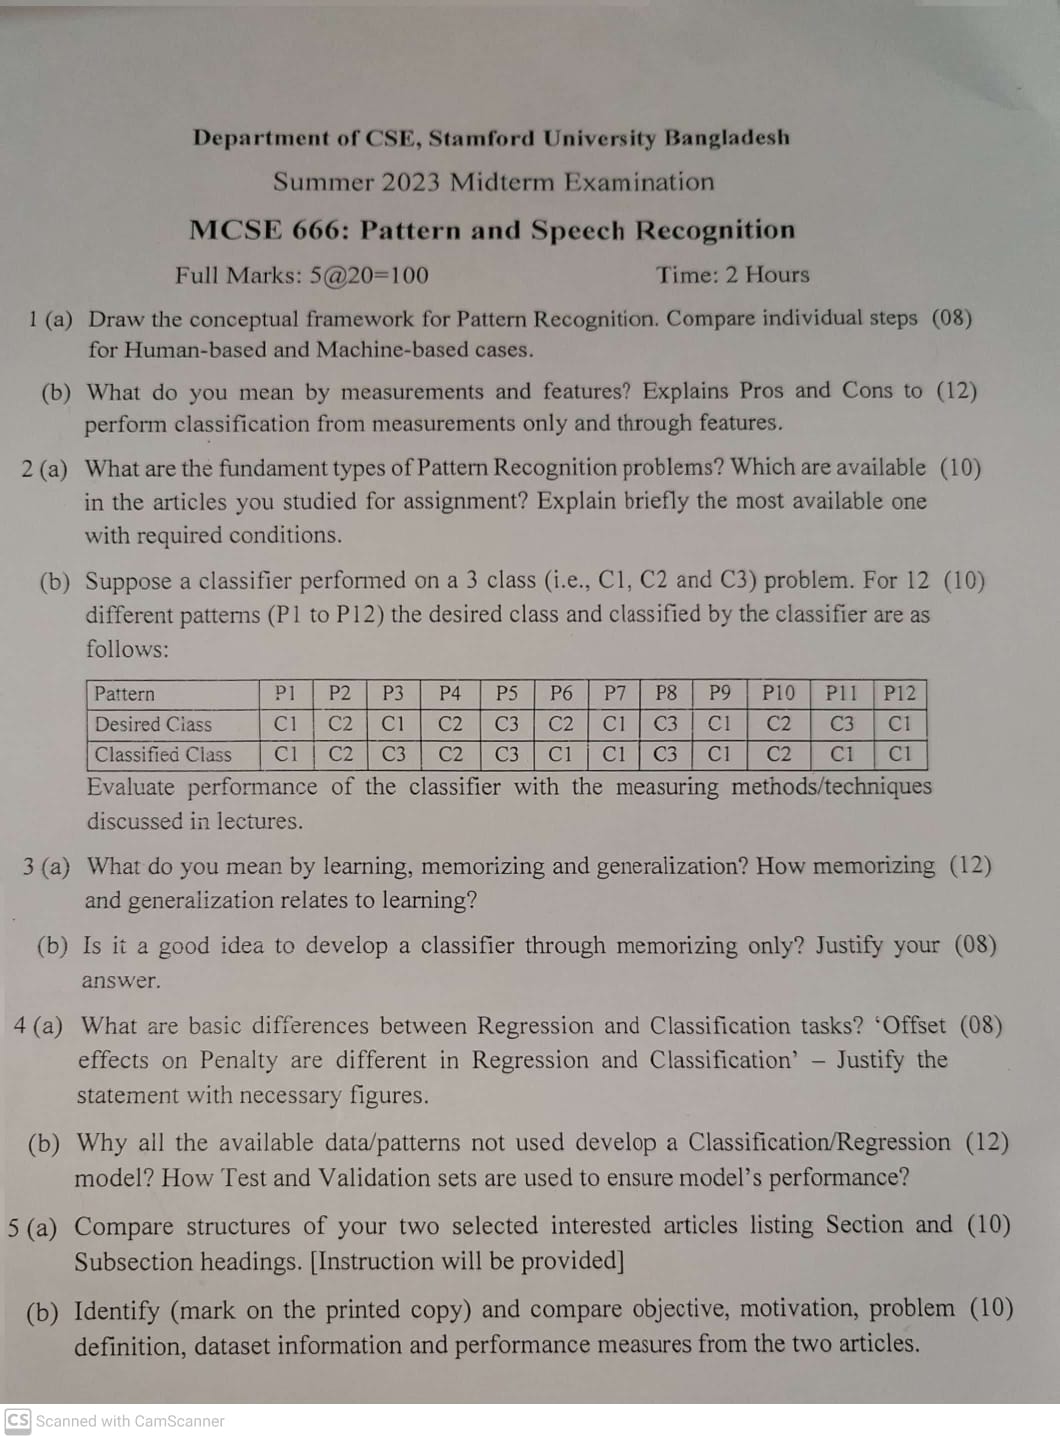 Department of CSE, Stamford University Bangladesh
Summer 2023 Midterm Examination
MCSE 666: Pattern and Speech Recognition
Full Marks: 5@20=100 Time: 2 Hours
1 (a) Draw the conceptual framework for Pattern Recognition. Compare individual steps (08)
for Human-based and Machine-based cases.
(b) What do you mean by measurements and features? Explains Pros and Cons to (12)
perform classification from measurements only and through features.
2 (a) What are the fundament types of Pattern Recognition problems? Which are available (10)
in the articles you studied for assignment? Explain briefly the most available one
with required conditions.
(b) Suppose a classifier performed on a 3 class (i.e., C1, C2 and C3) problem. For 12 (10)
different patterns (P1 to P12) the desired class and classified by the classifier are as
follows:
Pattern P1 P2 P3 P4 P5 P6 P7 P8 P9 P10 P11 P12
Desired Class C1 C2 C1 C2 C3 C2 C1 C3 C1 C2 C3 C1
Classified Class C1 C2 C3 C2 C3 C1 C1 C3 C1 C2 C1 C1
Evaluate performance of the classifier with the measuring methods/techniques
discussed in lectures.
3 (a) What do you mean by learning, memorizing and generalization? How memorizing (12)
and generalization relates to learning?
(b) Is it a good idea to develop a classifier through memorizing only? Justify your (08)
answer.
4 (a) What are basic differences between Regression and Classification tasks? ‘Offset (08)
effects on Penalty are different in Regression and Classification’ – Justify the
statement with necessary figures.
(b) Why all the available data/patterns not used develop a Classification/Regression (12)
model? How Test and Validation sets are used to ensure model’s performance?
5 (a) Compare structures of your two selected interested articles listing Section and (10)
Subsection headings. [Instruction will be provided]
(b) Identify (mark on the printed copy) and compare objective, motivation, problem (10)
definition, dataset information and performance measures from the two articles.
CS Scanned with CamScanner